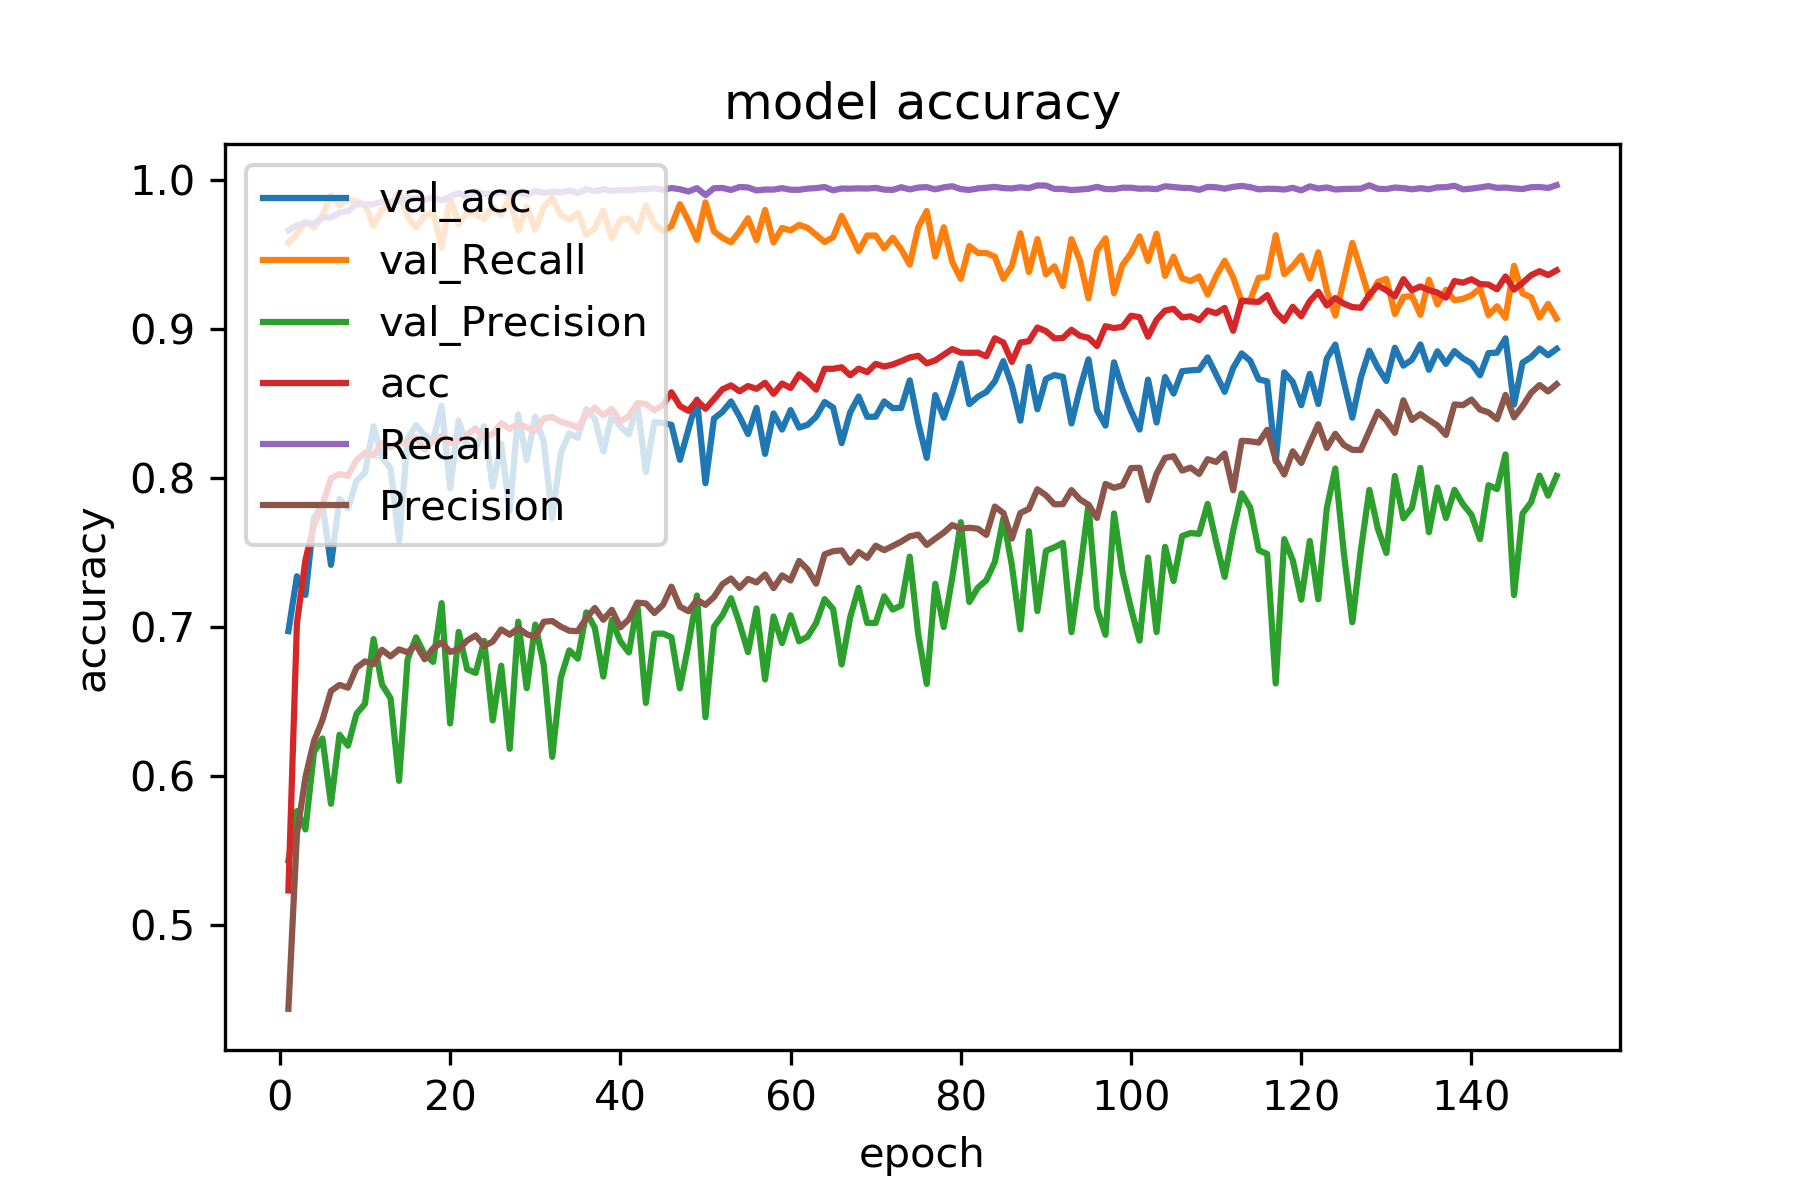 model accuracy
val_acc
val_Recall
val_Precision
acc
Recall
Precision
1.0
0.9
0.8
0.7
0.6
0.5
accuracy
0 20 40 60 80 100 120 140
epoch